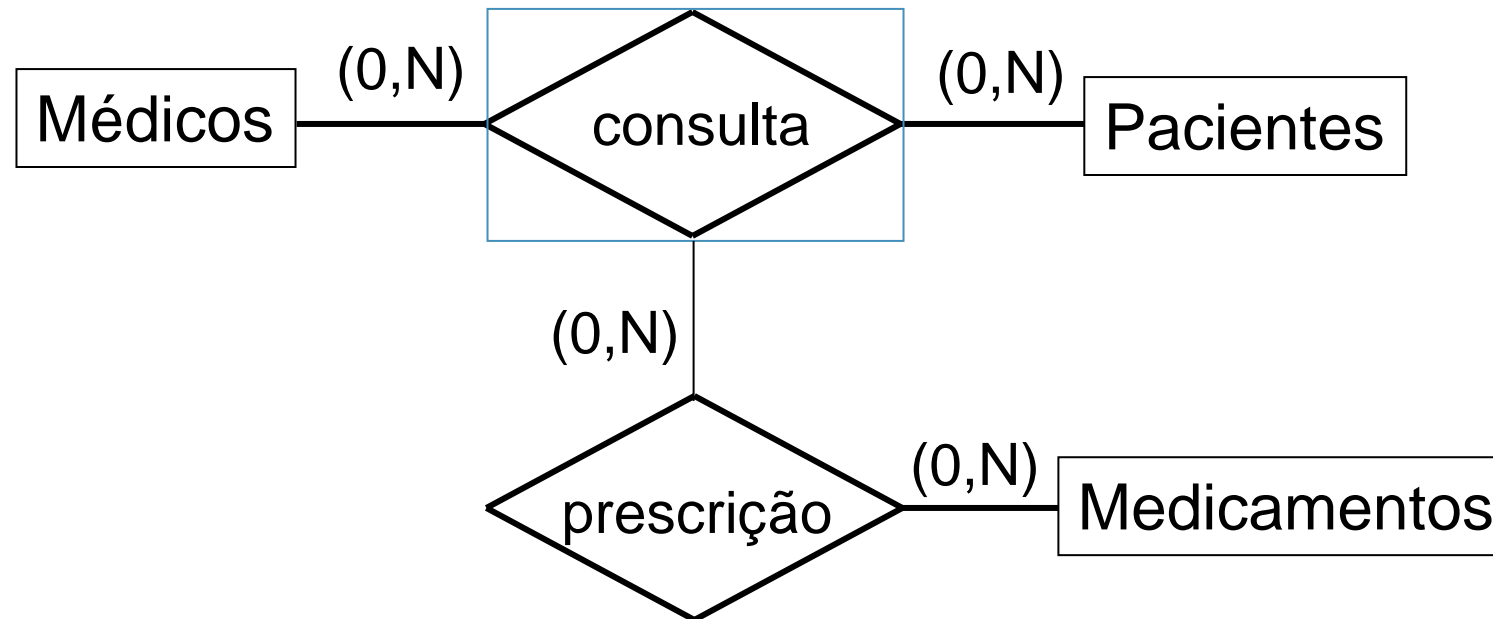 (0,N)
(0,N)
Médicos
consulta
Pacientes
(0,N)
(0,N)
prescrição
Medicamentos